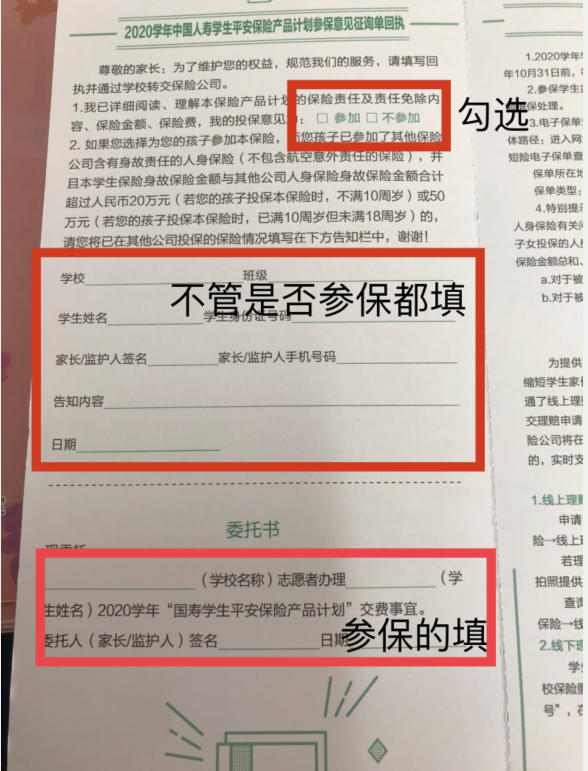 2020学年中国人寿学生平安保险产品计划参保意见征询单回执
尊敬的家长：为了维护您的权益，规范我们的服务，请填写回
执并通过学校转交保险公司。
1.我已详细阅读、理解本保险产品计划的保险责任及责任免除内
容、保险金额、保险费，我的投保意见为：□ 参加 □ 不参加
勾选
2. 如果您选择为您的孩子参加本保险，而您孩子已参加了其他保险
公司含有身故责任的人身保险（不包含航空意外责任的保险），并
且本学生保险身故保险金额与其他公司人身保险身故保险金额合计
超过人民币20万元（若您的孩子投保本保险时，不满10周岁）或50
万元（若您的孩子投保本保险时，已满10周岁但未满18周岁）的，
请您将已在其他公司投保的保险情况填写在下方告知栏中，谢谢！
学校 班级
不管是否参保都填
学生姓名 学生身份证号码
家长/监护人签名 家长/监护人手机号码
告知内容
日期
委托书
（学校名称）志愿者办理 （学
生姓名）2020学年“国寿学生平安保险产品计划”交费事宜。
委托人（家长/监护人）签名 日期
参保的填
1.2020学年
年10月31日前，
2.参保学生
保处理。
3.电子保单
体路径：进入网
短险电子保单查
保单所在地
保单类型：
4.特别提示
人身保险有关问
子女投保的人身
保险金额总和、
a.对于被
b.对于被
为提供
缩短学生家长
通了线上理赔
交理赔申请
险公司将在
的，实时支
1.线上理赔
申请
险→线上
若理
拍照提供
查询
保险→线
2.线下理
学生
校保险
号”，在